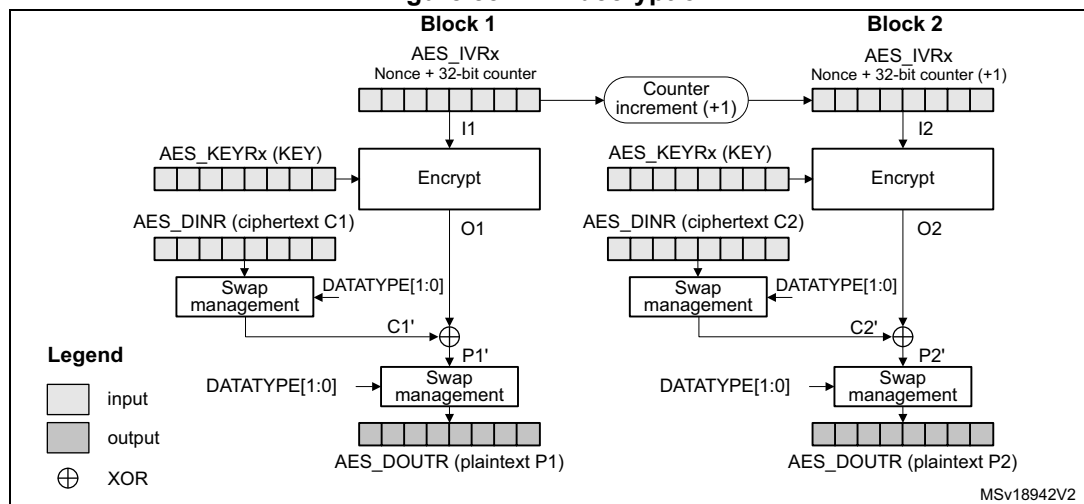 Block 1
Block 2
AES_IVRx
Nonce + 32-bit counter
AES_IVRx
Nonce + 32-bit counter (+1)
Counter
increment (+1)
I1
I2
AES_KEYRx (KEY)
Encrypt
AES_KEYRx (KEY)
Encrypt
AES_DINR (ciphertext C1)
O1
AES_DINR (ciphertext C2)
O2
Swap
management
DATATYPE[1:0]
Swap
management
DATATYPE[1:0]
C1'
C2'
P1'
P2'
Legend
input
output
XOR
DATATYPE[1:0]
Swap
management
DATATYPE[1:0]
Swap
management
AES_DOUTR (plaintext P1)
AES_DOUTR (plaintext P2)
MSv18942V2